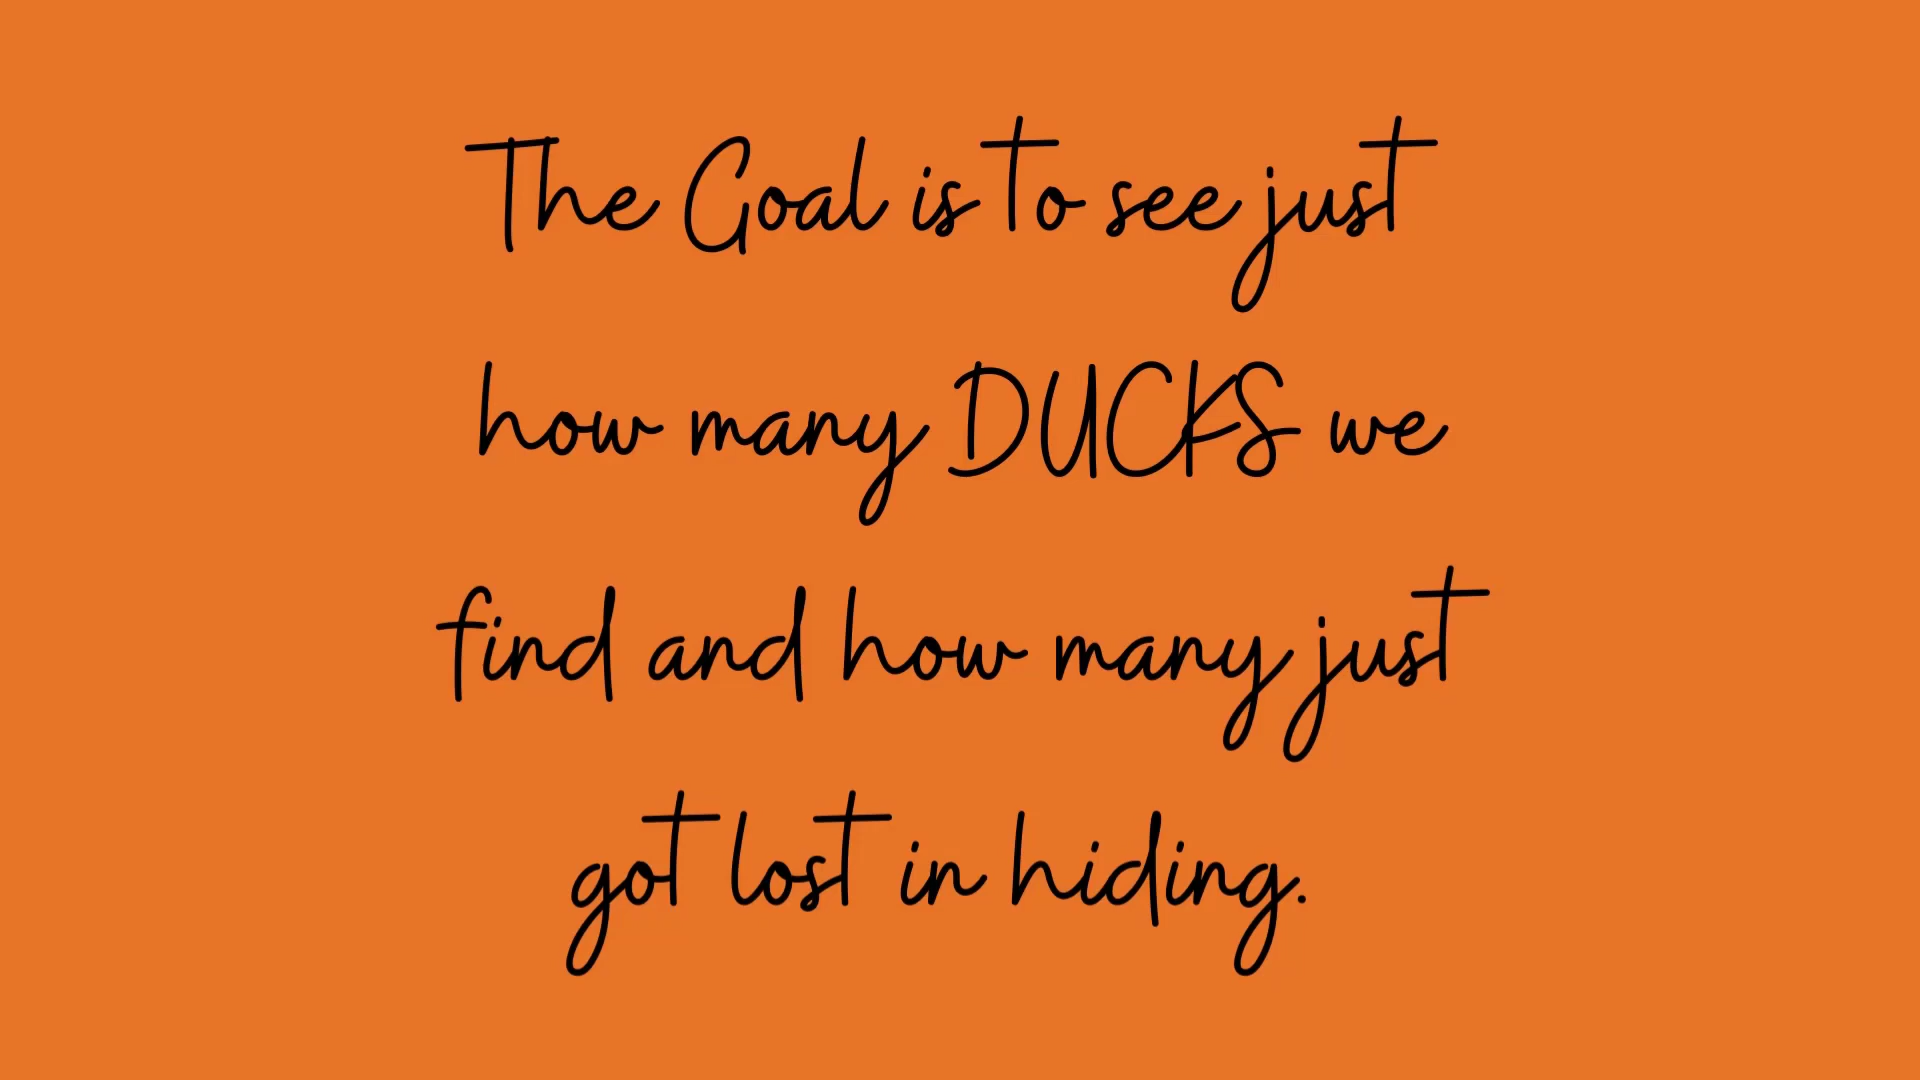 The Goal is to see just
how many DUCKS we
find and how many just
got lost in hiding.